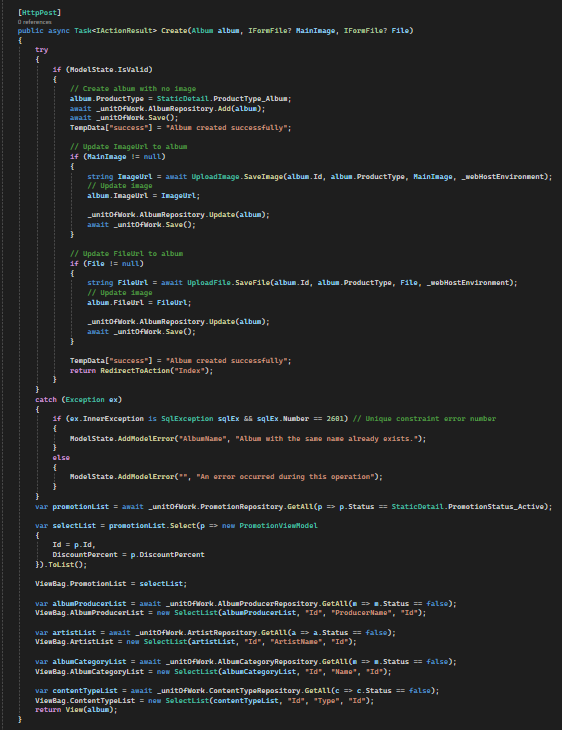 [HttpPost]
0 references
public async Task<IActionResult> Create(Album album, IFormFile? MainImage, IFormFile? File)
{
try
{
if (ModelState.IsValid)
{
// Create album with no image
album.ProductType = StaticDetail.ProductType_Album;
await _unitOfWork.AlbumRepository.Add(album);
await _unitOfWork.Save();
TempData["success"] = "Album created successfully";
// Update ImageUrl to album
if (MainImage != null)
{
string ImageUrl = await UploadImage.SaveImage(album.Id, album.ProductType, MainImage, _webHostEnvironment);
// Update image
album.ImageUrl = ImageUrl;
_unitOfWork.AlbumRepository.Update(album);
await _unitOfWork.Save();
}
// Update FileUrl to album
if (File != null)
{
string FileUrl = await UploadFile.SaveFile(album.Id, album.ProductType, File, _webHostEnvironment);
// Update image
album.FileUrl = FileUrl;
_unitOfWork.AlbumRepository.Update(album);
await _unitOfWork.Save();
}
TempData["success"] = "Album created successfully";
return RedirectToAction("Index");
}
}
catch (Exception ex)
{
if (ex.InnerException is SqlException sqlEx && sqlEx.Number == 2601) // Unique constraint error number
{
ModelState.AddModelError("AlbumName", "Album with the same name already exists.");
}
else
{
ModelState.AddModelError("", "An error occurred during this operation");
}
}
var promotionList = await _unitOfWork.PromotionRepository.GetAll(p => p.Status == StaticDetail.PromotionStatus_Active);
var selectList = promotionList.Select(p => new PromotionViewModel
{
Id = p.Id,
DiscountPercent = p.DiscountPercent
}).ToList();
ViewBag.PromotionList = selectList;
var albumProducerList = await _unitOfWork.AlbumProducerRepository.GetAll(m => m.Status == false);
ViewBag.AlbumProducerList = new SelectList(albumProducerList, "Id", "ProducerName", "Id");
var artistList = await _unitOfWork.ArtistRepository.GetAll(a => a.Status == false);
ViewBag.ArtistList = new SelectList(artistList, "Id", "ArtistName", "Id");
var albumCategoryList = await _unitOfWork.AlbumCategoryRepository.GetAll(m => m.Status == false);
ViewBag.AlbumCategoryList = new SelectList(albumCategoryList, "Id", "Name", "Id");
var contentTypeList = await _unitOfWork.ContentTypeRepository.GetAll(c => c.Status == false);
ViewBag.ContentTypeList = new SelectList(contentTypeList, "Id", "Type", "Id");
return View(album);
}